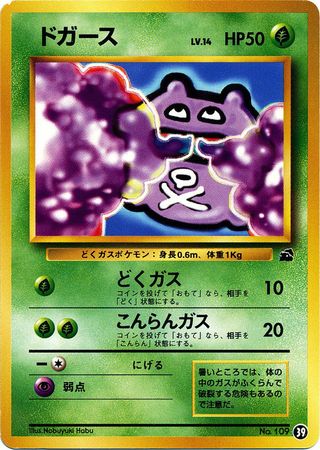 ドガース LV.14 HP50
どくガスポケモン：身長0.6m、体重1Kg
どくガス 10
コインを投げて「おもて」なら、相手を
「どく」状態にする。
こんらんガス 20
コインを投げて「おもて」なら、相手を
「こんらん」状態にする。
にげる
弱点
暑いところでは、体の
中のガスがふくらんで
破裂する危険もあるの
で注意だ。
Illus.Nobuyuki Habu
No.109 39